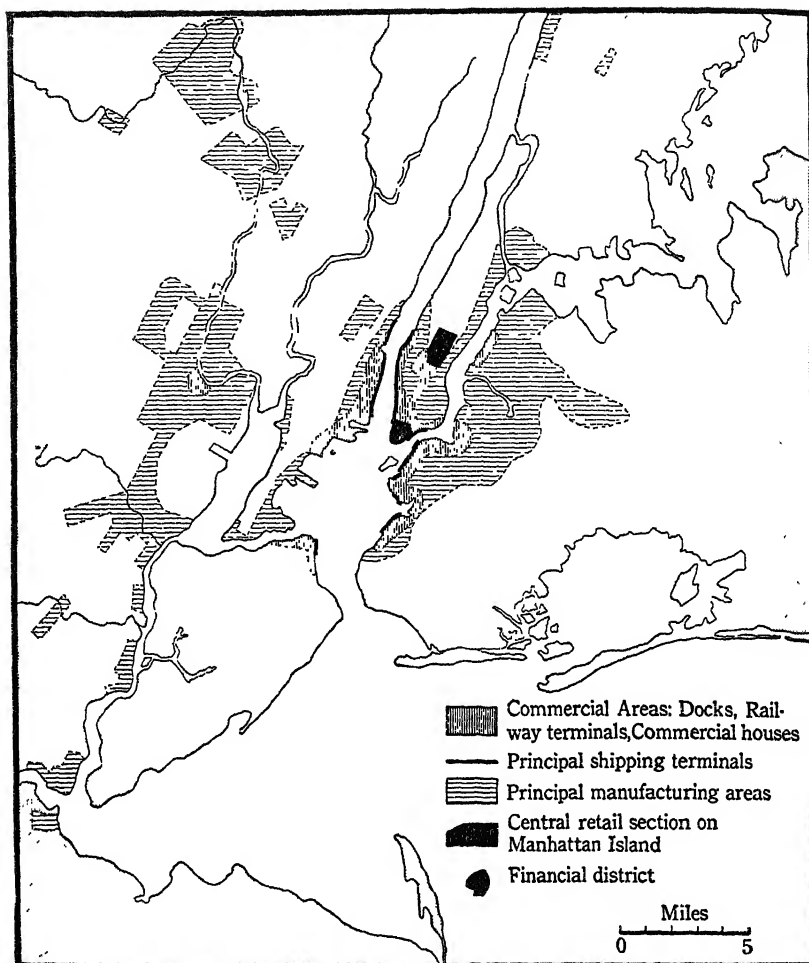 Commercial Areas: Docks, Rail-
way terminals,Commercial houses
Principal shipping terminals
Principal manufacturing areas
Central retail section on
Manhattan Island
Financial district
Miles
0 5